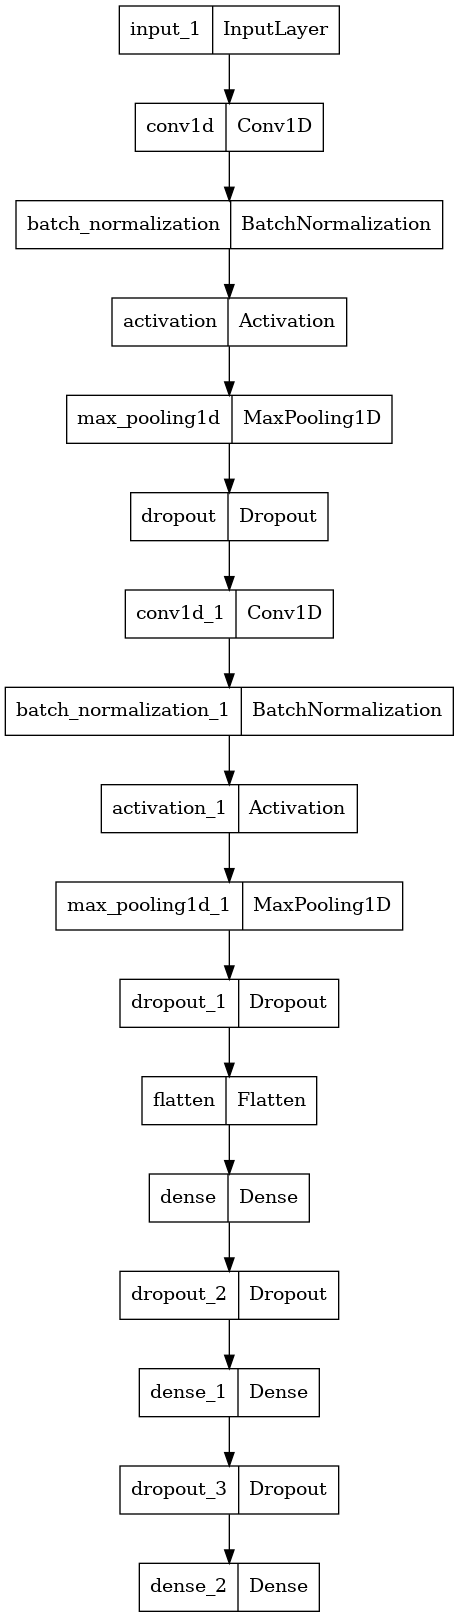 input_1 InputLayer
conv1d Conv1D
batch_normalization BatchNormalization
activation Activation
max_pooling1d MaxPooling1D
dropout Dropout
conv1d_1 Conv1D
batch_normalization_1 BatchNormalization
activation_1 Activation
max_pooling1d_1 MaxPooling1D
dropout_1 Dropout
flatten Flatten
dense Dense
dropout_2 Dropout
dense_1 Dense
dropout_3 Dropout
dense_2 Dense